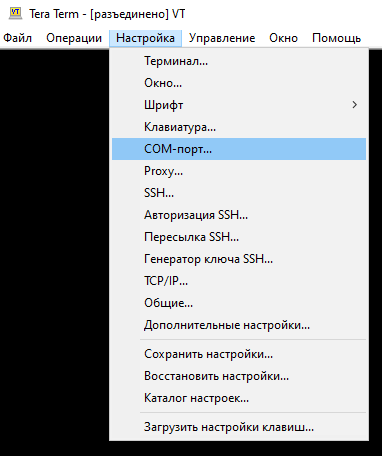 VT Tera Term - [разъединено] VT
Файл Операции Настройка Управление Окно Помощь
Терминал...
Окно...
Шрифт
Клавиатура...
COM-порт...
Proxy...
SSH...
Авторизация SSH...
Пересылка SSH...
Генератор ключа SSH...
TCP/IP...
Общие...
Дополнительные настройки...
Сохранить настройки...
Восстановить настройки...
Каталог настроек...
Загрузить настройки клавиш...